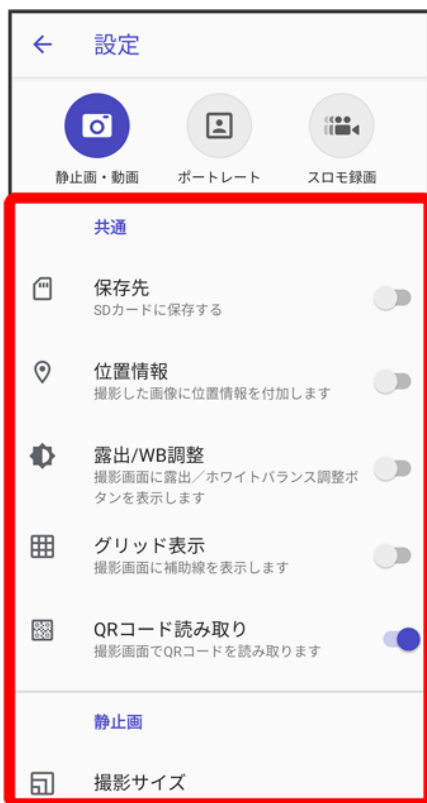 設定
静止画・動画
ポートレート
スロモ録画
共通
保存先
SDカードに保存する
位置情報
撮影した画像に位置情報を付加します
露出/WB調整
撮影画面に露出／ホワイトバランス調整ボ
タンを表示します
グリッド表示
撮影画面に補助線を表示します
QRコード読み取り
撮影画面でQRコードを読み取ります
静止画
撮影サイズ